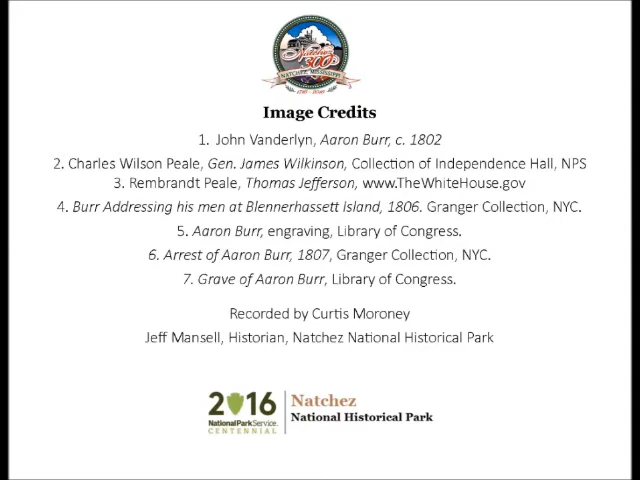 Natchez
300
NATCHEZ, MISSISSIPPI
1716 - 2016
Image Credits
1. John Vanderlyn, Aaron Burr, c. 1802
2. Charles Wilson Peale, Gen. James Wilkinson, Collection of Independence Hall, NPS
3. Rembrandt Peale, Thomas Jefferson, www.TheWhiteHouse.gov
4. Burr Addressing his men at Blennerhassett Island, 1806. Granger Collection, NYC.
5. Aaron Burr, engraving, Library of Congress.
6. Arrest of Aaron Burr, 1807, Granger Collection, NYC.
7. Grave of Aaron Burr, Library of Congress.
Recorded by Curtis Moroney
Jeff Mansell, Historian, Natchez National Historical Park
2016
National Park Service
CENTENNIAL
Natchez
National Historical Park